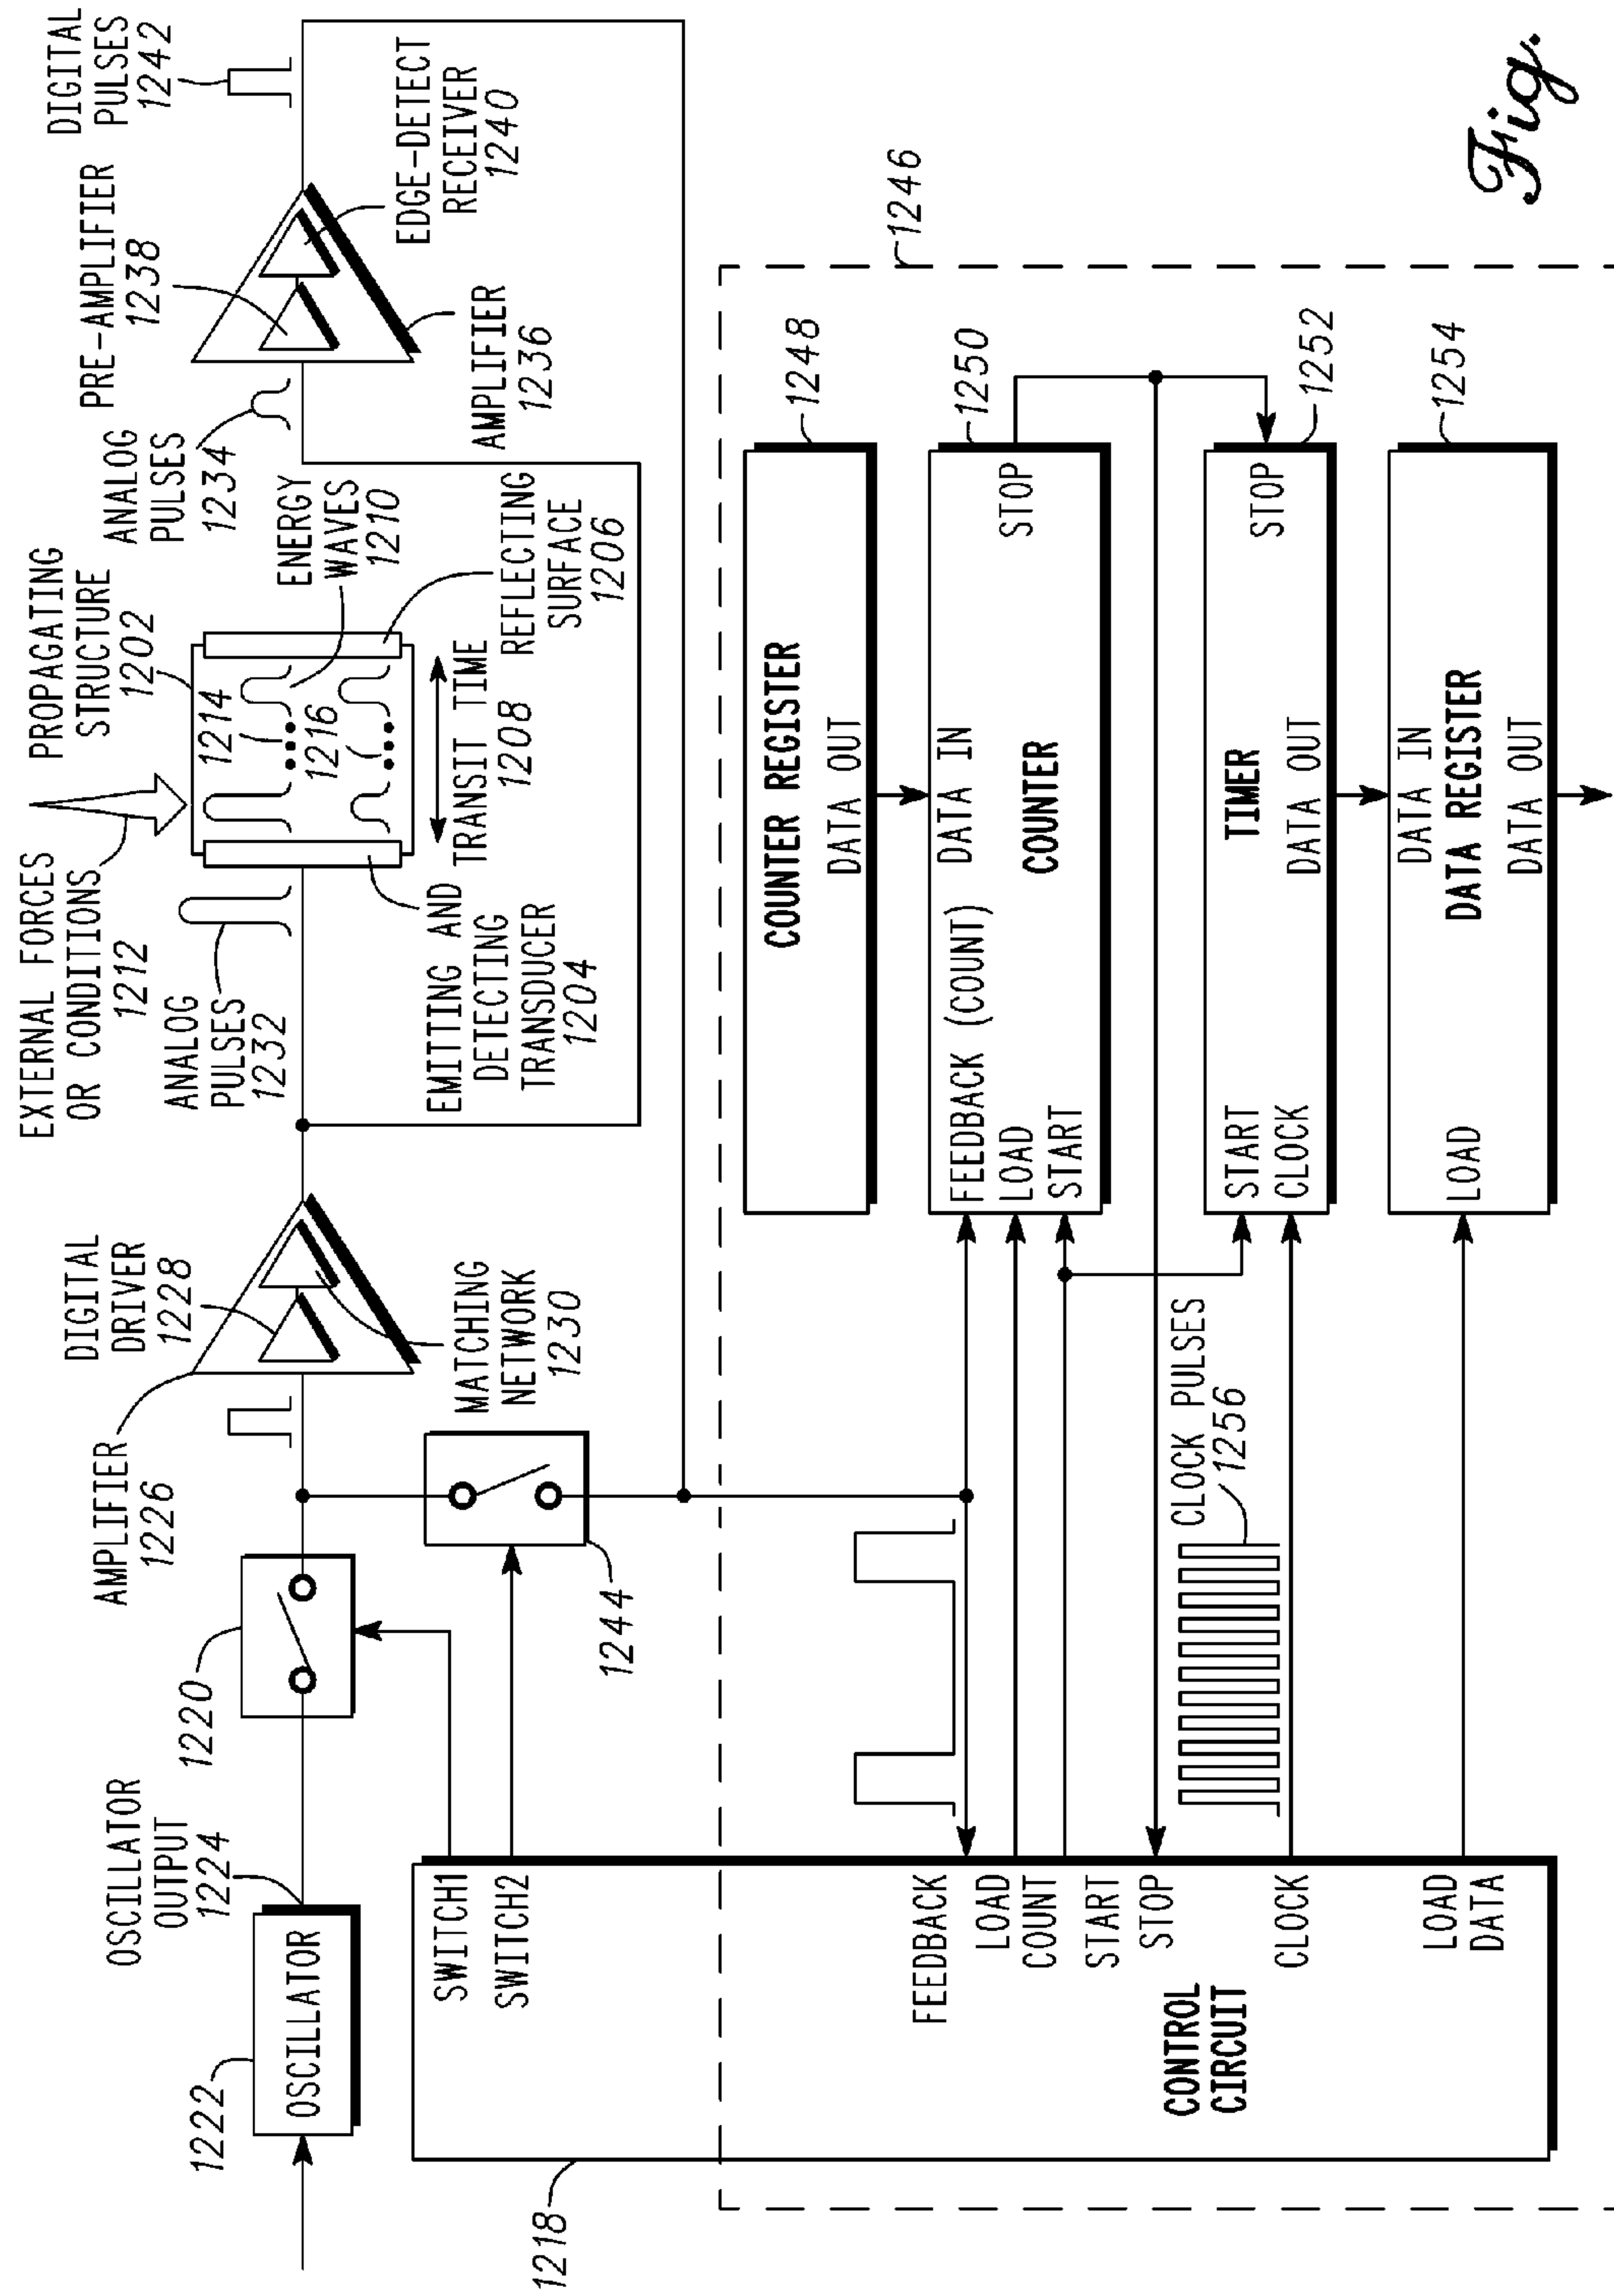 1222
OSCILLATOR
OSCILLATOR
OUTPUT
1224
1220
AMPLIFIER
1226
DIGITAL
DRIVER
1228
MATCHING
NETWORK
1230
1244
EXTERNAL FORCES
OR CONDITIONS
1212
ANALOG
PULSES
1232
EMITTING AND
DETECTING
TRANSDUCER
1204
PROPAGATING
STRUCTURE
1202
1214
1216
TRANSIT TIME
1208
ENERGY
WAVES
1210
REFLECTING
SURFACE
1206
ANALOG
PULSES
1234
PRE-AMPLIFIER
1238
AMPLIFIER
1236
EDGE-DETECT
RECEIVER
1240
DIGITAL
PULSES
1242
1218
SWITCH1
SWITCH2
FEEDBACK
LOAD
COUNT
START
STOP
CLOCK
LOAD
DATA
CONTROL
CIRCUIT
CLOCK PULSES
1256
1246
COUNTER REGISTER
DATA OUT
1248
FEEDBACK (COUNT)
LOAD
START
DATA IN
COUNTER
STOP
1250
START
CLOCK
TIMER
DATA OUT
STOP
1252
LOAD
DATA IN
DATA REGISTER
DATA OUT
1254
Fig.